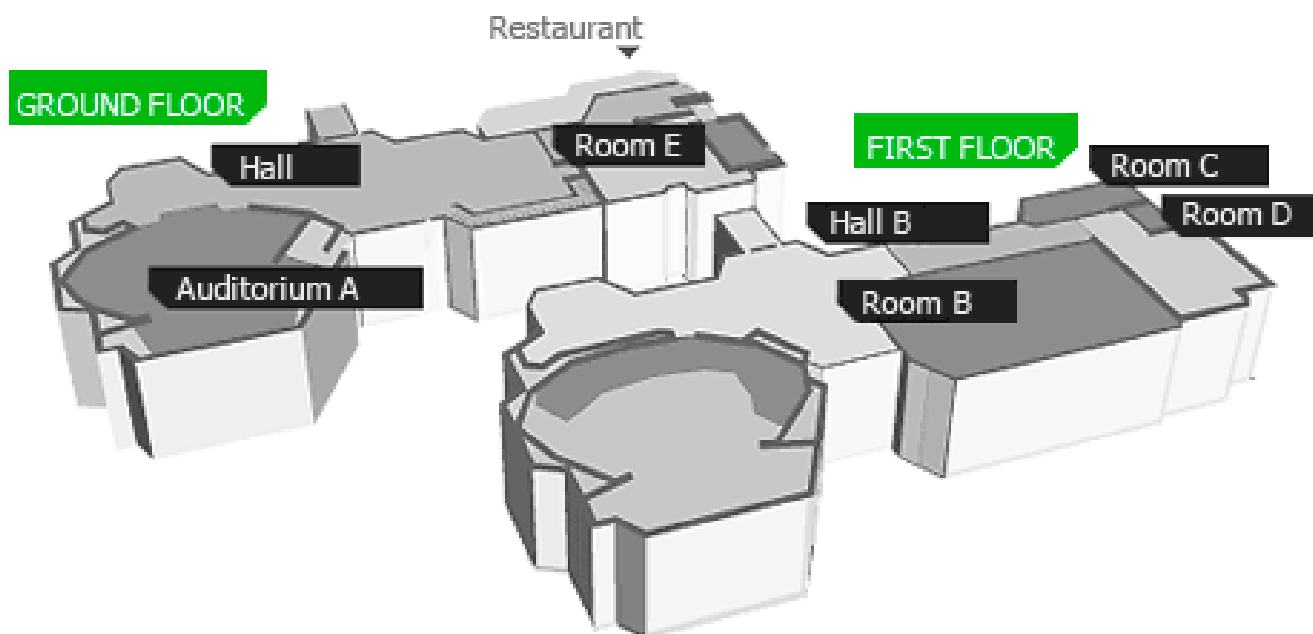 Restaurant
GROUND FLOOR
Hall
Room E
FIRST FLOOR
Room C
Hall B
Room D
Auditorium A
Room B